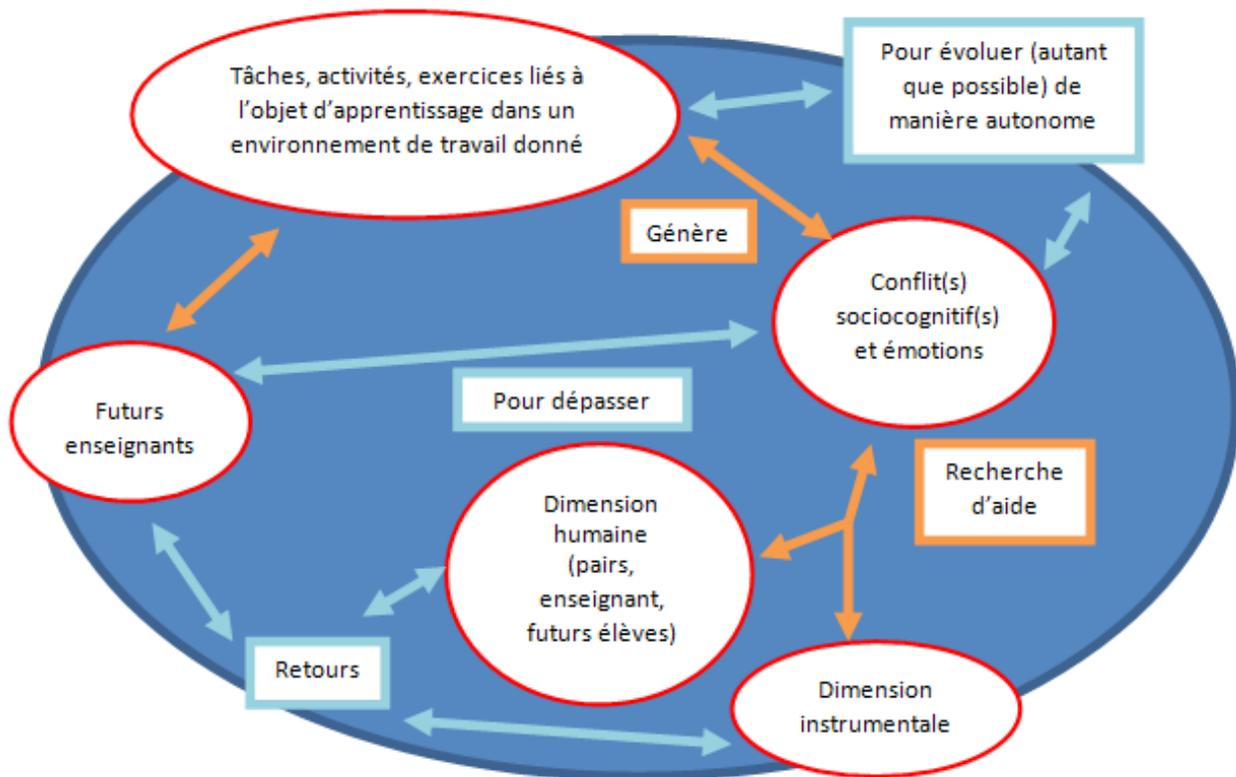 Tâches, activités, exercices liés à
l’objet d’apprentissage dans un
environnement de travail donné
Pour évoluer (autant
que possible) de
manière autonome
Génère
Conflit(s)
sociocognitif(s)
et émotions
Pour dépasser
Futurs
enseignants
Recherche
d’aide
Dimension
humaine
(pairs,
enseignant,
futurs élèves)
Retours
Dimension
instrumentale